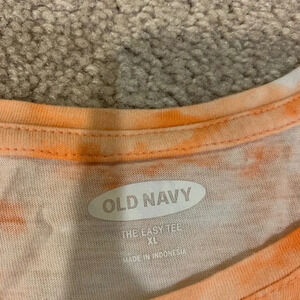 OLD NAVY
THE EASY TEE
XL
MADE IN INDONESIA